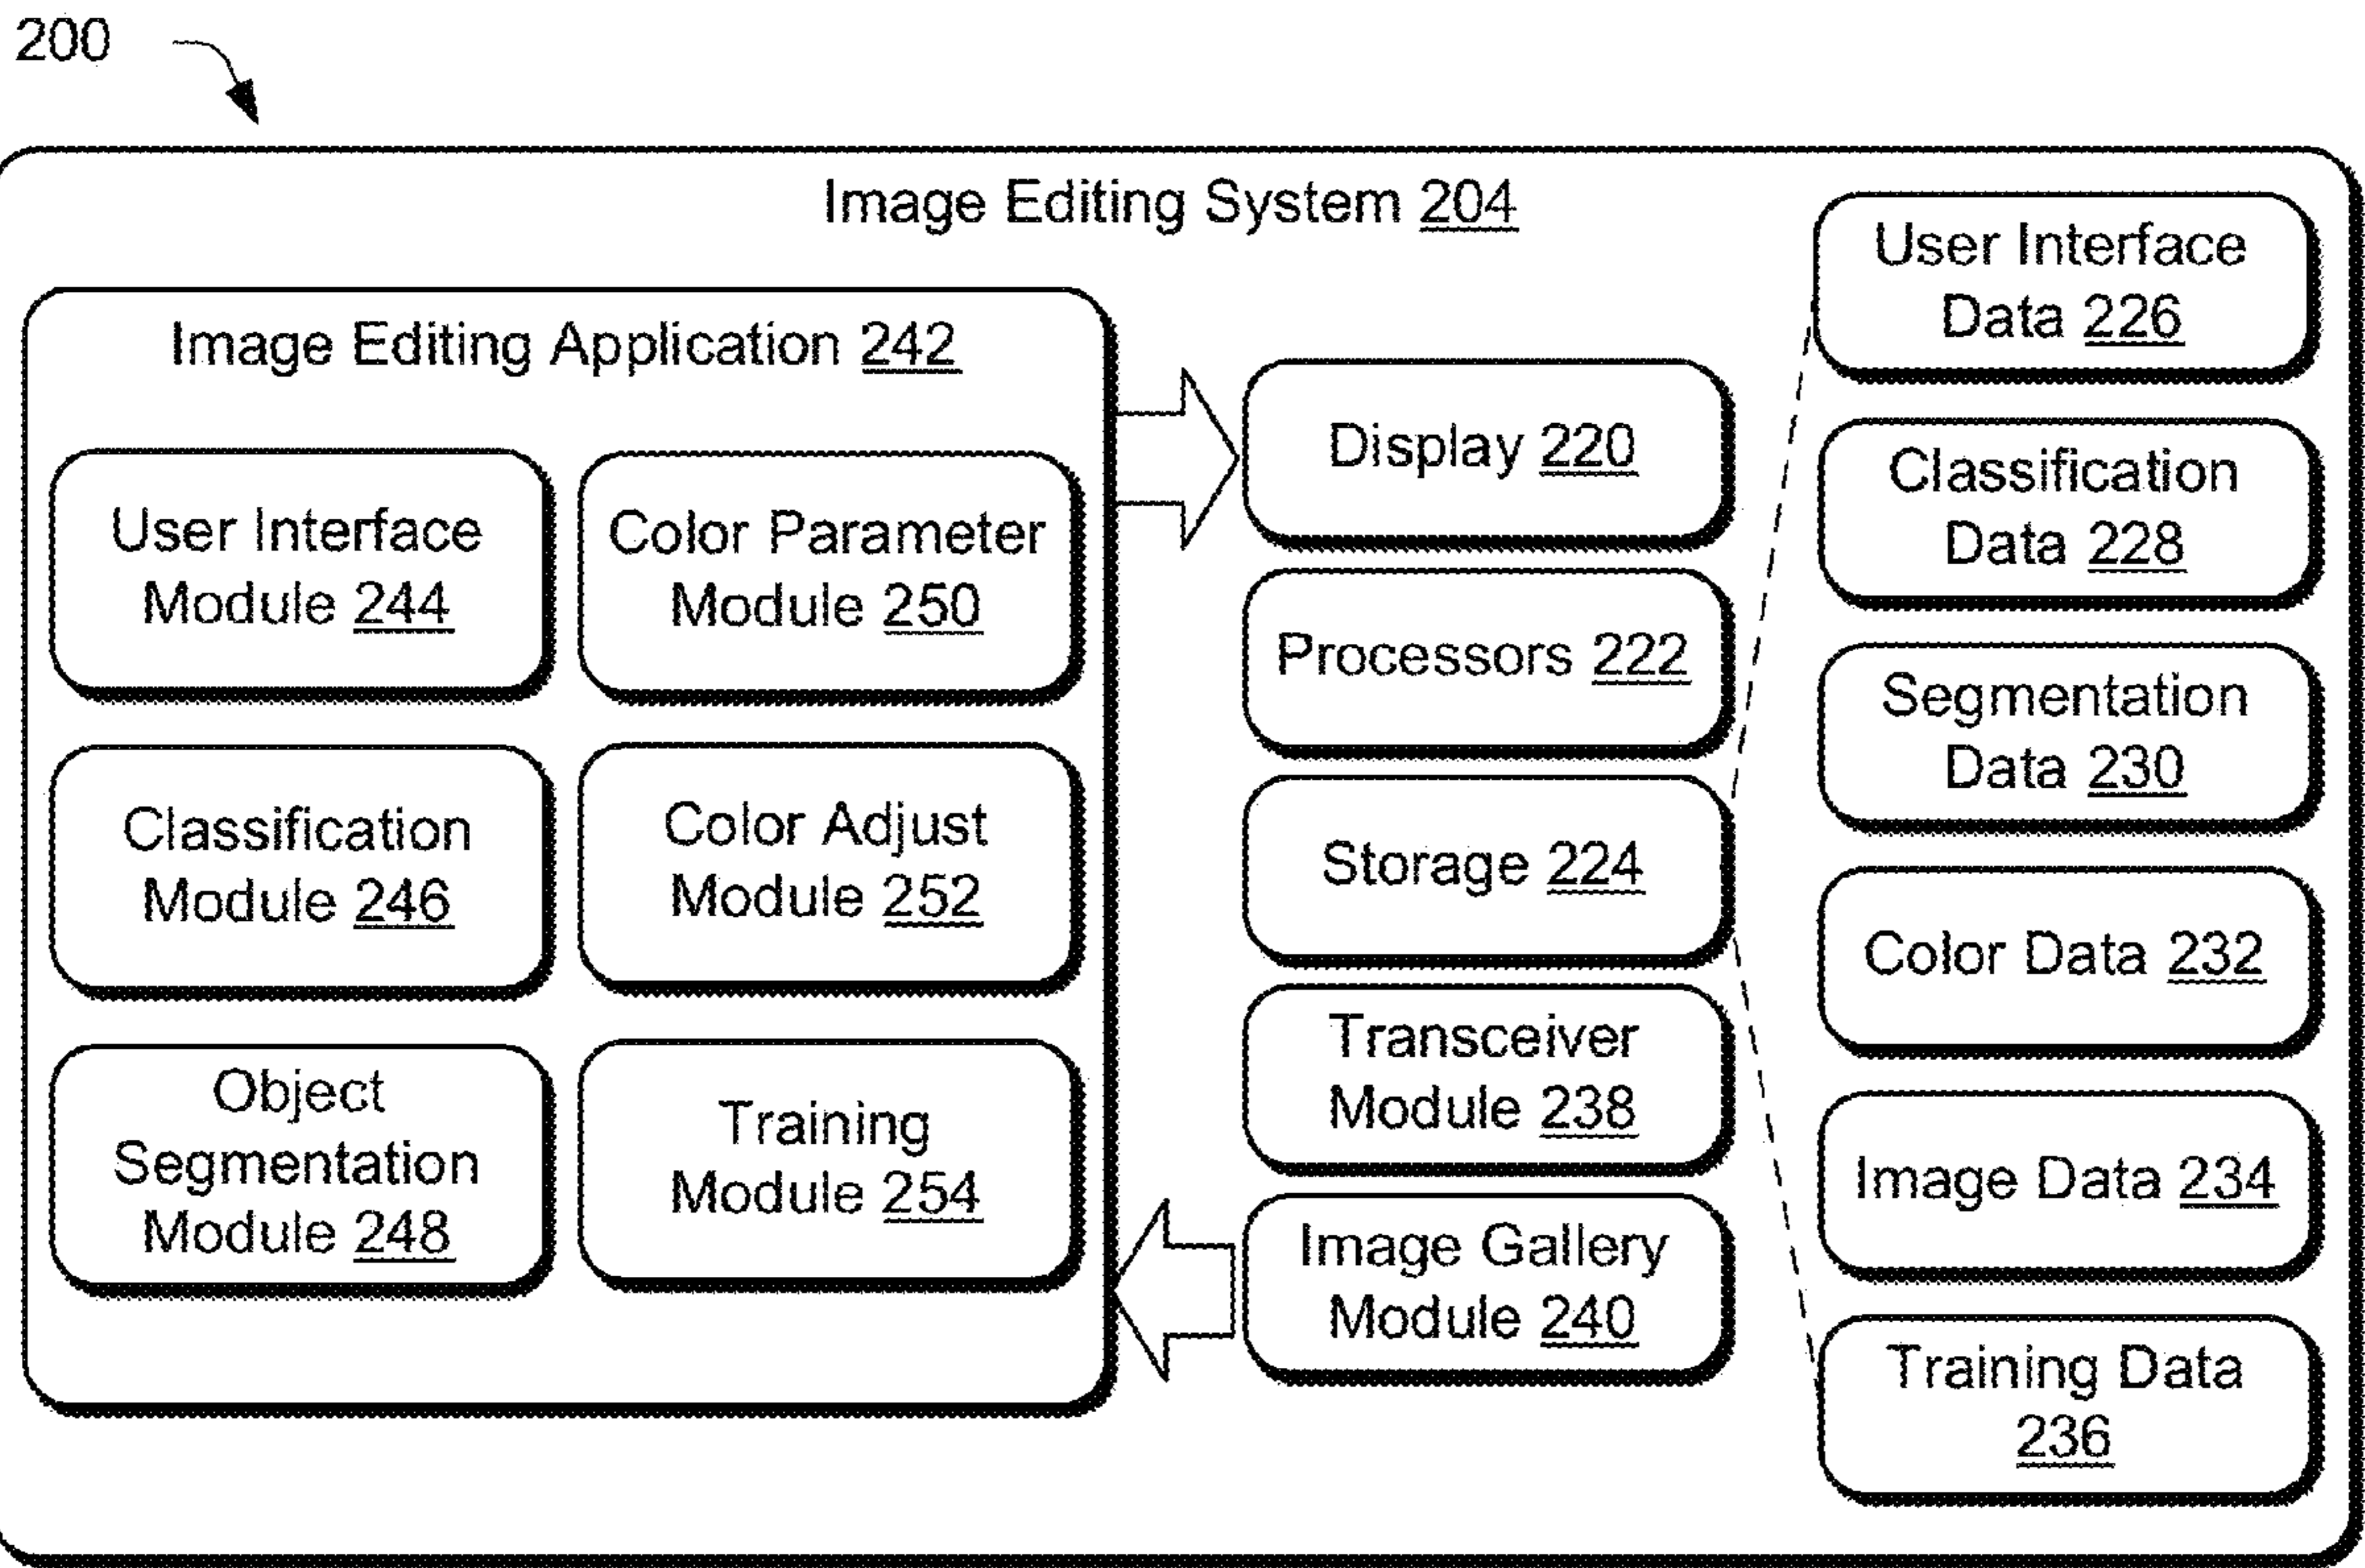 200
Image Editing System 204
Image Editing Application 242
User Interface
Module 244
Color Parameter
Module 250
Classification
Module 246
Color Adjust
Module 252
Object
Segmentation
Module 248
Training
Module 254
Display 220
Processors 222
Storage 224
Transceiver
Module 238
Image Gallery
Module 240
User Interface
Data 226
Classification
Data 228
Segmentation
Data 230
Color Data 232
Image Data 234
Training Data
236